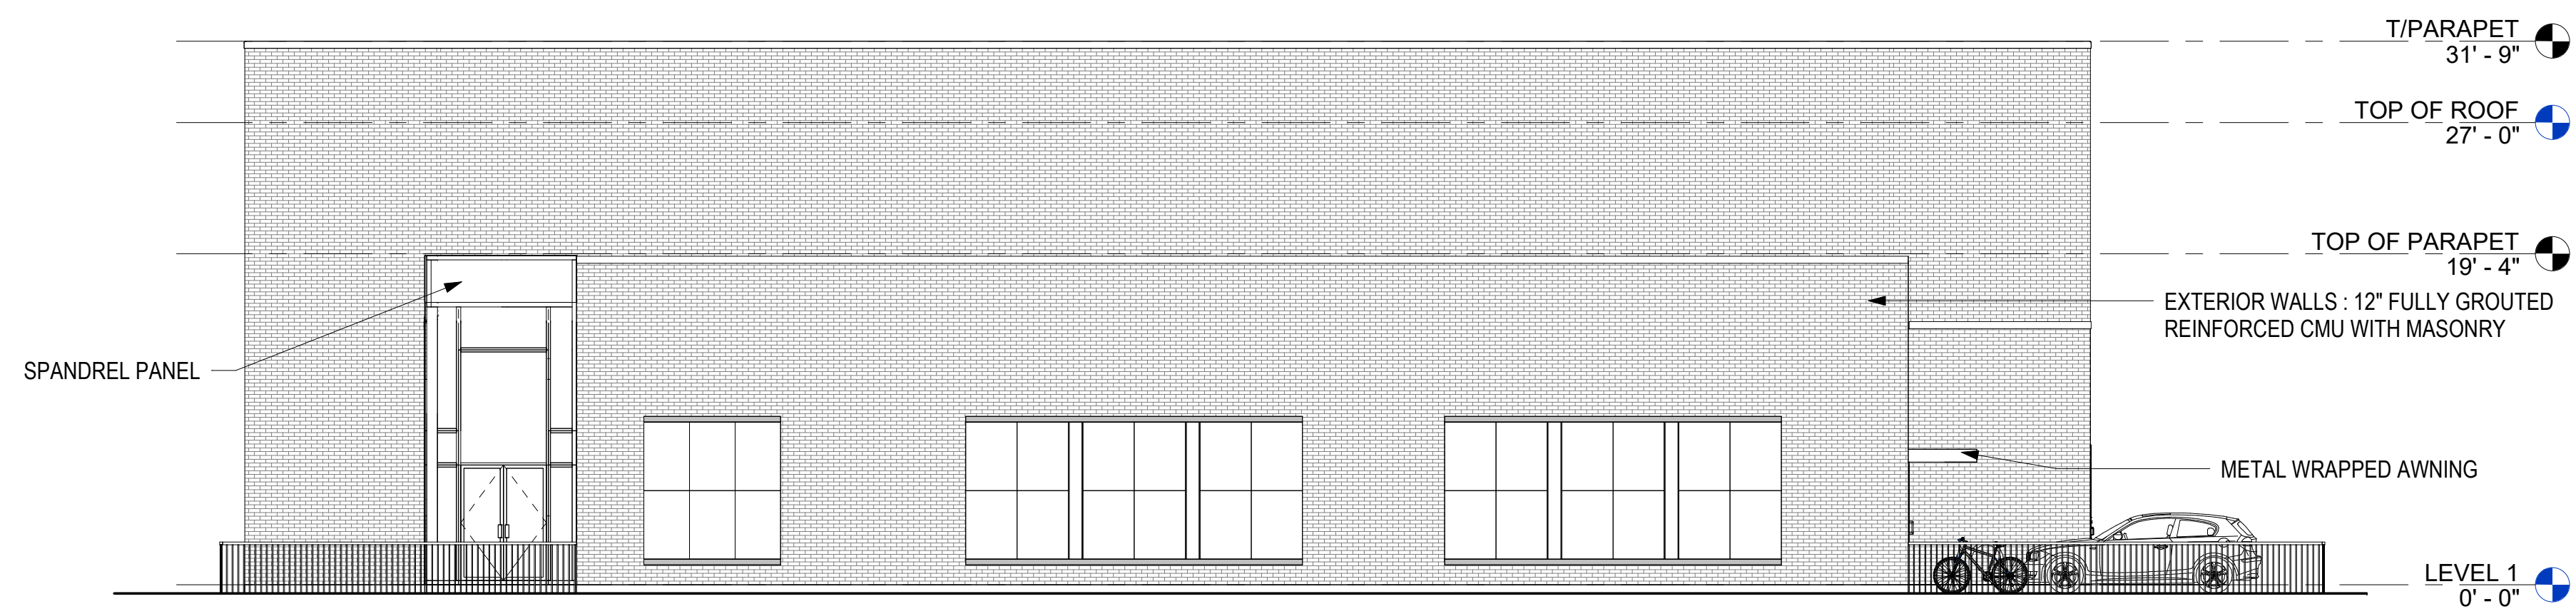 T/PARAPET
31' - 9"
TOP OF ROOF
27' - 0"
TOP OF PARAPET
19' - 4"
EXTERIOR WALLS : 12" FULLY GROUTED
REINFORCED CMU WITH MASONRY
SPANDREL PANEL
METAL WRAPPED AWNING
LEVEL 1
0' - 0"